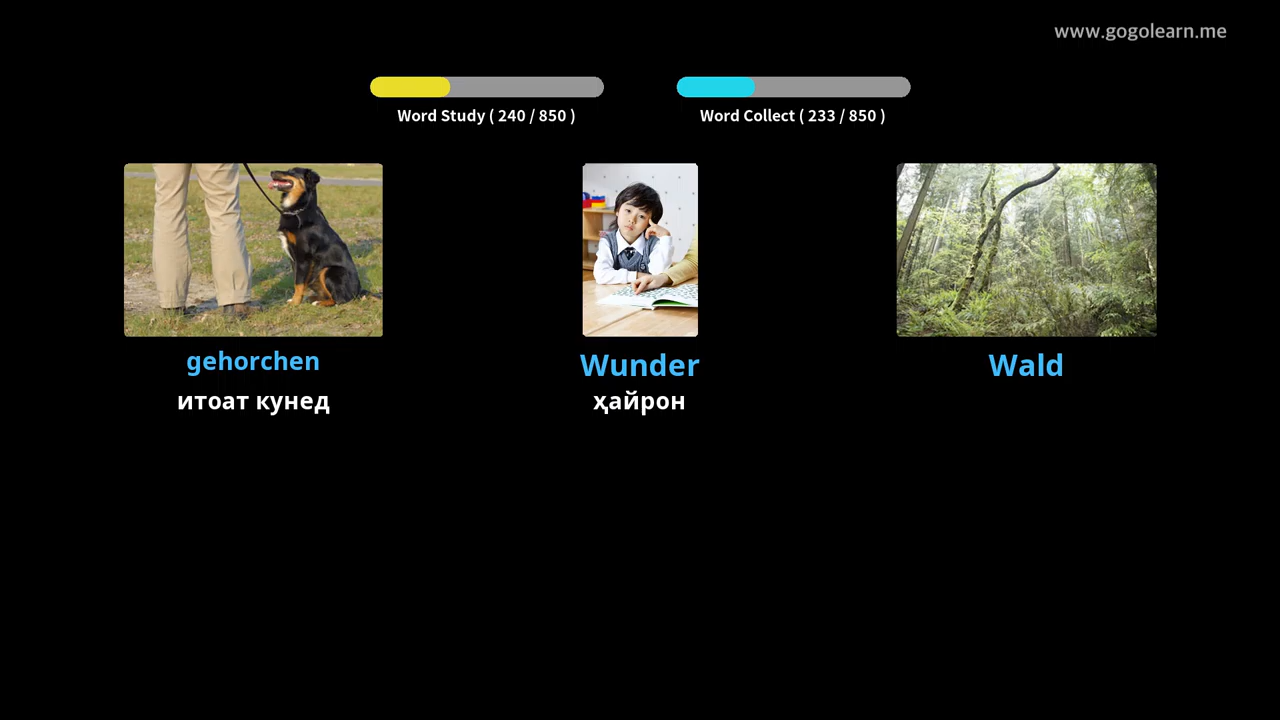 www.gogolearn.me
Word Study ( 240 / 850 )
Word Collect ( 233 / 850 )
gehorchen
Wunder
Wald
итоат кунед
ҳайрон